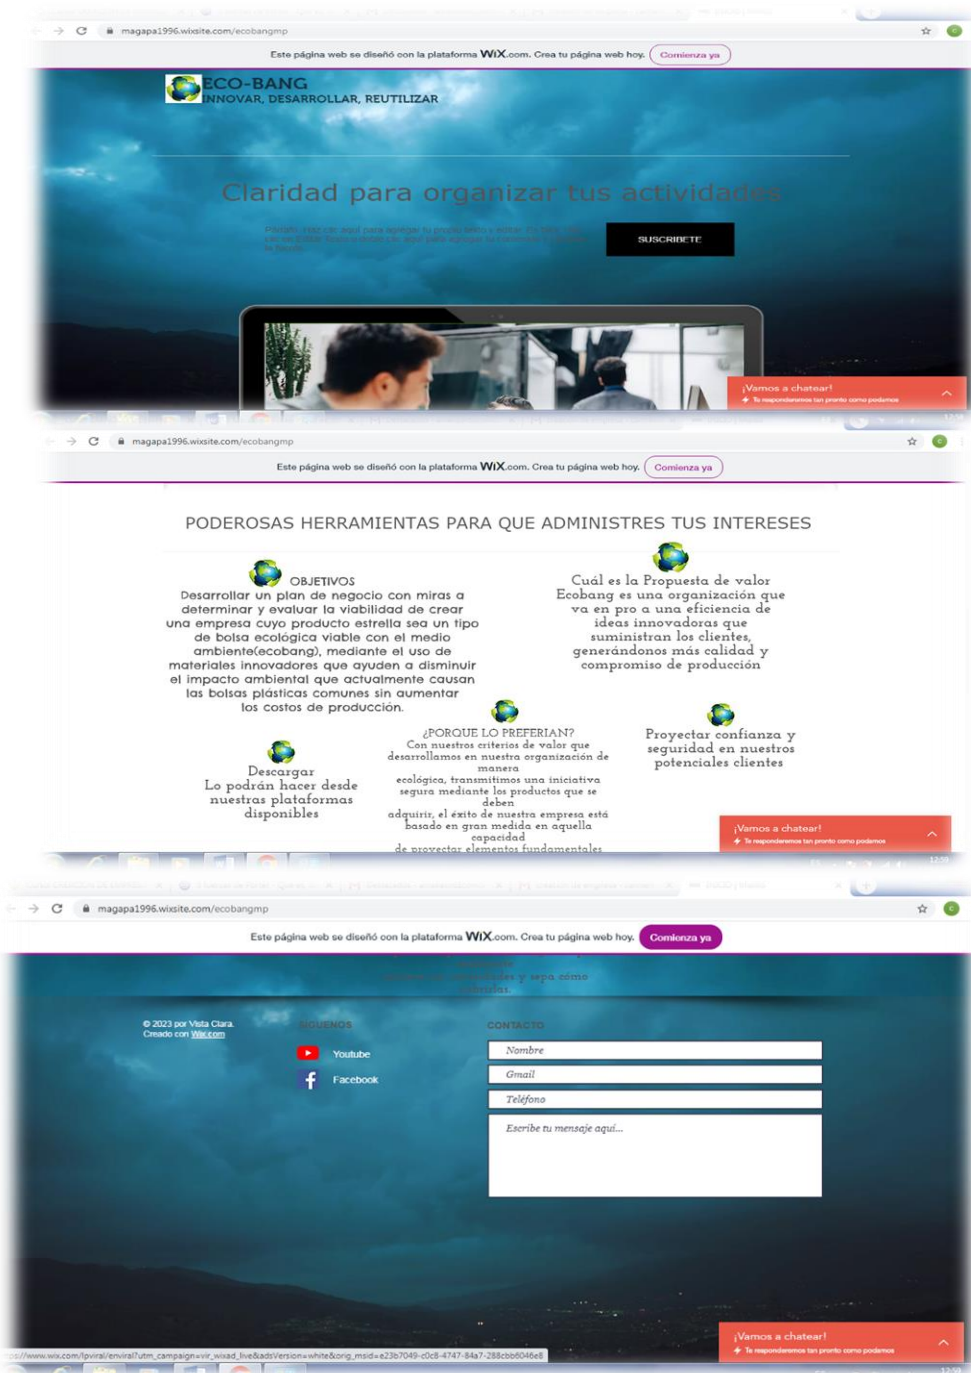 magapa1996.wixsite.com/ecobangmp
Este página web se diseñó con la plataforma WiX.com. Crea tu página web hoy. Comienza ya
ECO-BANG
INNOVAR, DESARROLLAR, REUTILIZAR
Claridad para organizar tus actividades
SUSCRIBETE
¡Vamos a chatear!
Te responderemos tan pronto como podamos
12:59
magapa1996.wixsite.com/ecobangmp
Este página web se diseñó con la plataforma WiX.com. Crea tu página web hoy. Comienza ya
PODEROSAS HERRAMIENTAS PARA QUE ADMINISTRES TUS INTERESES
OBJETIVOS
Desarrollar un plan de negocio con miras a
determinar y evaluar la viabilidad de crear
una empresa cuyo producto estrella sea un tipo
de bolsa ecológica viable con el medio
ambiente(ecobang), mediante el uso de
materiales innovadores que ayuden a disminuir
el impacto ambiental que actualmente causan
las bolsas plásticas comunes sin aumentar
los costos de producción.
Cuál es la Propuesta de valor
Ecobang es una organización que
va en pro a una eficiencia de
ideas innovadoras que
suministran los clientes,
generándonos más calidad y
compromiso de producción
Descargar
Lo podrán hacer desde
nuestras plataformas
disponibles
¿PORQUE LO PREFERIAN?
Con nuestros criterios de valor que
desarrollamos en nuestra organización de
manera
ecológica, transmitimos una iniciativa
segura mediante los productos que se
deben
adquirir, el éxito de nuestra empresa está
basado en gran medida en aquella
capacidad
de proyectar elementos fundamentales
Proyectar confianza y
seguridad en nuestros
potenciales clientes
¡Vamos a chatear!
Te responderemos tan pronto como podamos
12:59
magapa1996.wixsite.com/ecobangmp
Este página web se diseñó con la plataforma WiX.com. Crea tu página web hoy. Comienza ya
y sepa cómo
© 2023 por Vista Clara.
Creado con Wix.com
SIGUENOS
Youtube
Facebook
CONTACTO
Nombre
Gmail
Teléfono
Escribe tu mensaje aquí...
¡Vamos a chatear!
Te responderemos tan pronto como podamos
12:59